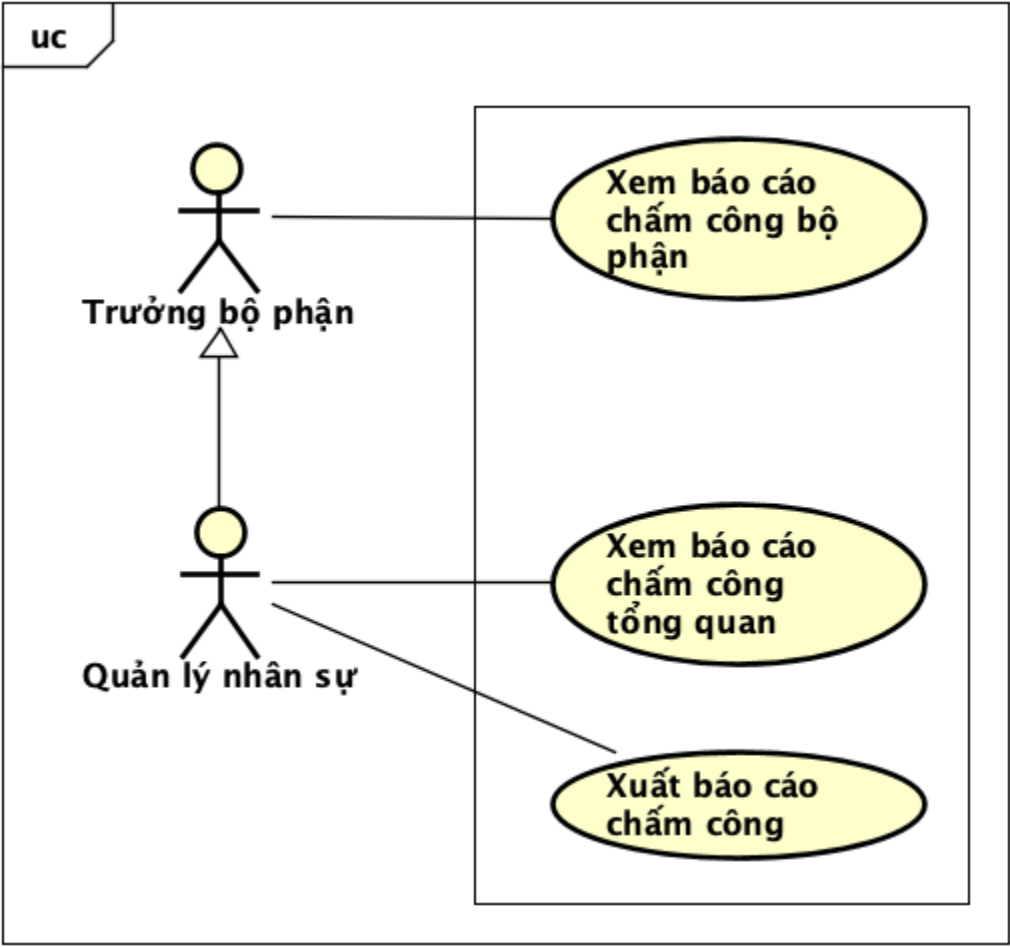 uc
Trưởng bộ phận
Xem báo cáo
chấm công bộ
phận
Quản lý nhân sự
Xem báo cáo
chấm công
tổng quan
Xuất báo cáo
chấm công